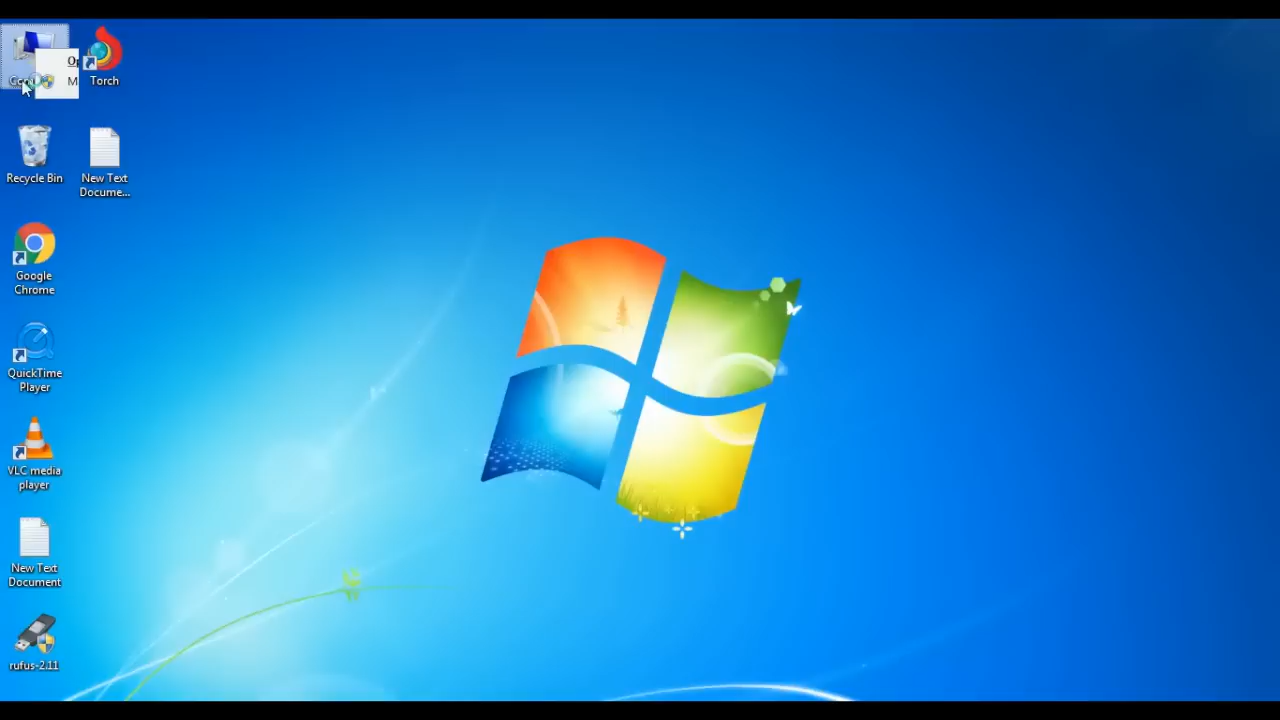 Op
M
Torch
Recycle Bin
New Text
Docume...
Google
Chrome
QuickTime
Player
VLC media
player
New Text
Document
rufus-2.11